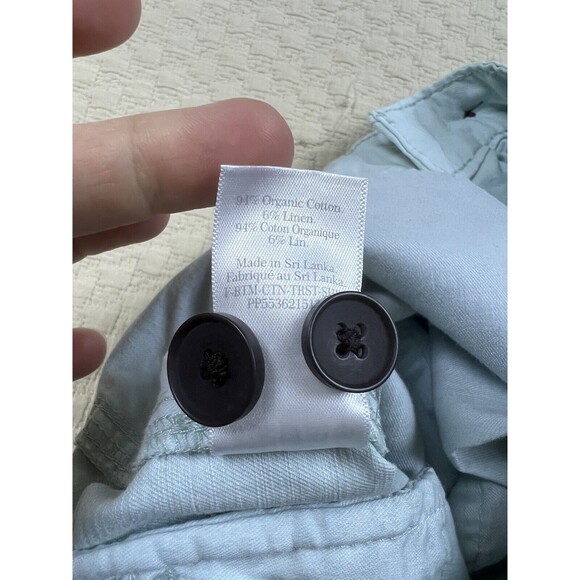 94% Organic Cotton.
6% Linen.
94% Coton Organique
6% Lin.
Made in Sri Lanka.
Fabriqué au Sri Lanka.